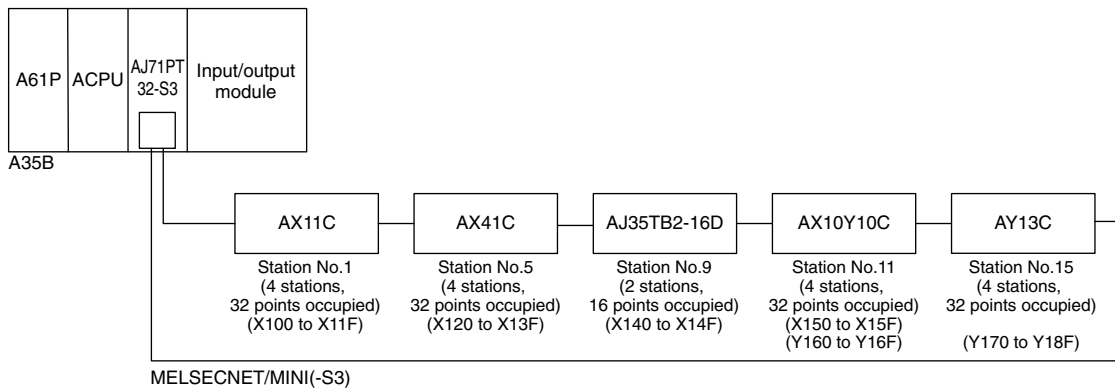 A61P
ACPU
AJ71PT
32-S3
Input/output
module
A35B
AX11C
Station No.1
(4 stations,
32 points occupied)
(X100 to X11F)
AX41C
Station No.5
(4 stations,
32 points occupied)
(X120 to X13F)
AJ35TB2-16D
Station No.9
(2 stations,
16 points occupied)
(X140 to X14F)
AX10Y10C
Station No.11
(4 stations,
32 points occupied)
(X150 to X15F)
(Y160 to Y16F)
AY13C
Station No.15
(4 stations,
32 points occupied)
(Y170 to Y18F)
MELSECNET/MINI(-S3)